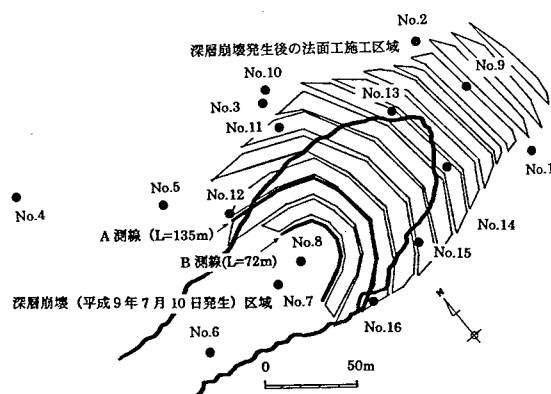 No.2
深層崩壊発生後の法面工施工区域
No.9
No.10
No.13
No.3
No.11
No.1
No.5
No.12
No.4
No.14
A 測線（L=135m）
No.8
No.15
B 測線(L=72m)
深層崩壊（平成9年7月10日発生）区域
No.7
No.16
No.6
N
0 50m